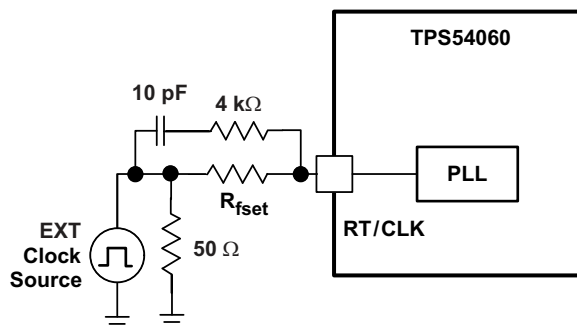 TPS54060
10 pF
4 kΩ
PLL
R_fset
RT/CLK
EXT
Clock
Source
50 Ω